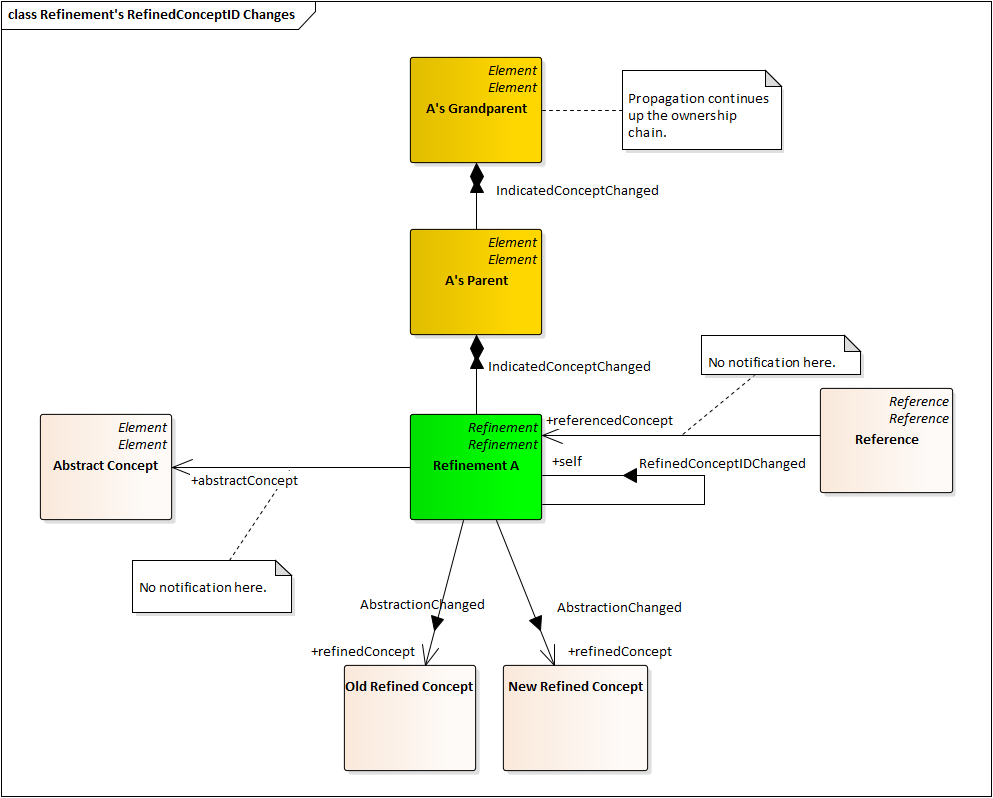 class Refinement's RefinedConceptID Changes
Element
Element
A's Grandparent
Propagation continues
up the ownership
chain.
IndicatedConceptChanged
Element
Element
A's Parent
IndicatedConceptChanged
No notification here.
Element
Element
Abstract Concept
+abstractConcept
Refinement
Refinement
Refinement A
+referencedConcept
+self
RefinedConceptIDChanged
Reference
Reference
Reference
No notification here.
AbstractionChanged
AbstractionChanged
+refinedConcept
+refinedConcept
Old Refined Concept
New Refined Concept